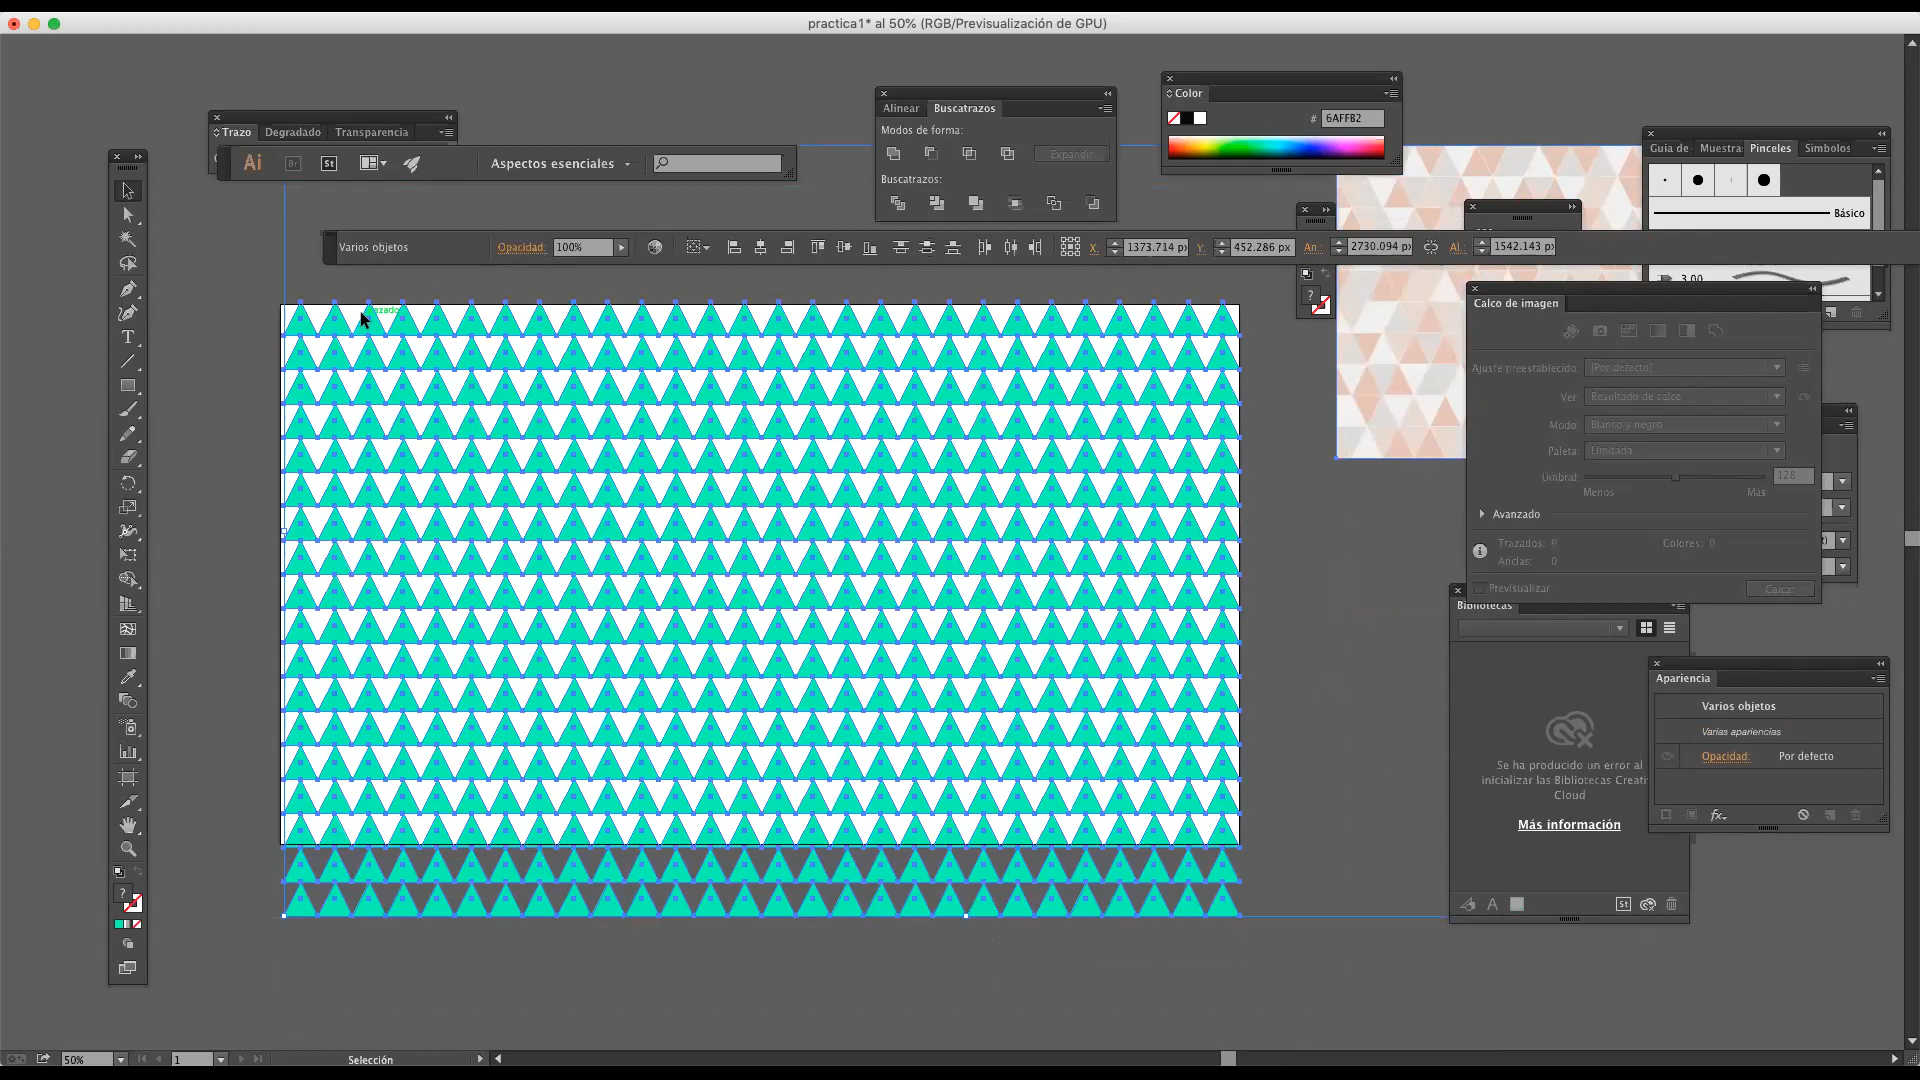 practica1* al 50% (RGB/Previsualización de GPU)
Trazo Degradado Transparencia
Ai Br St Aspectos esenciales
Alinear Buscatrazos
Modos de forma:
Expandir
Buscatrazos:
Color
# 6AFFB2
Guía de Muestra Pinceles Símbolos
Básico
3.00
Varios objetos Opacidad: 100% X: 1373.714 px Y: 452.286 px An.: 2730.094 px Al.: 1542.143 px
Calco de imagen
Ajuste preestablecido: [Por defecto]
Ver: Resultado de calco
Modo: Blanco y negro
Paleta: Limitada
Umbral: 128
Menos Más
Avanzado
Trazados: 0 Colores: 0
Anclas: 0
Previsualizar Calcar
Bibliotecas
Se ha producido un error al
inicializar las Bibliotecas Creati
Cloud
Más información
St
Apariencia
Varios objetos
Varias apariencias
Opacidad: Por defecto
fx
50% 1 Selección